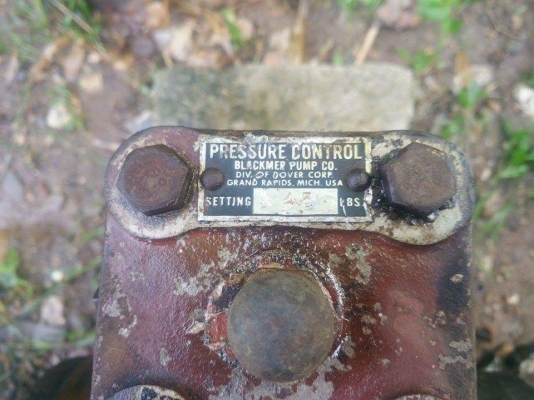 PRESSURE CONTROL
BLACKMER PUMP CO.
DIV. OF DOVER CORP.
GRAND RAPIDS, MICH. USA
SETTING LBS.